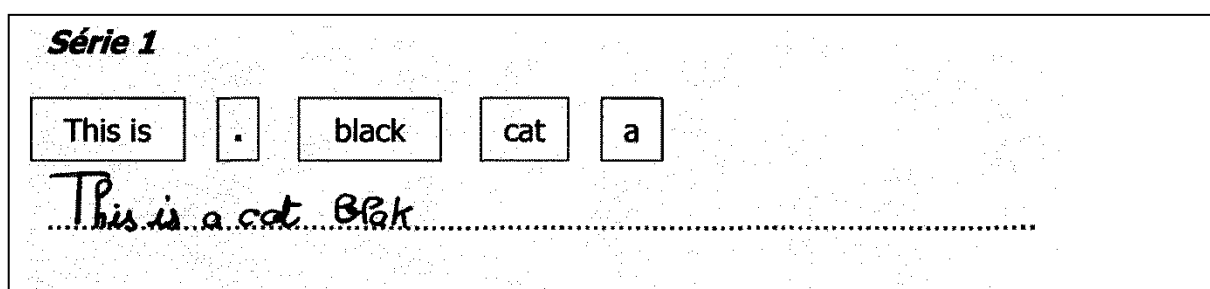 Série 1
This is . black cat a
This is a cat Blak